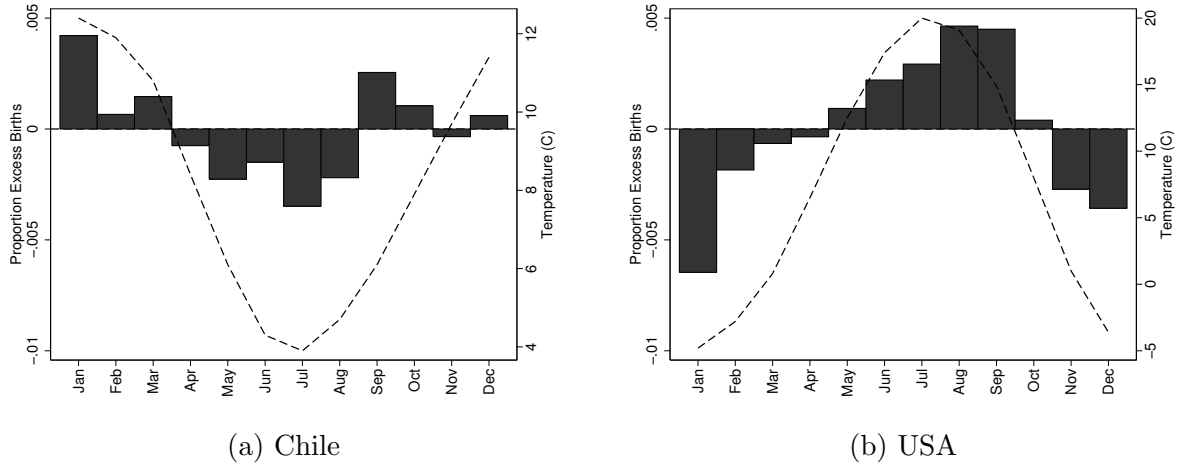 Proportion Excess Births
.005
0
-.005
-.01
12
10
8
6
4
Temperature (C)
Jan
Feb
Mar
Apr
May
Jun
Jul
Aug
Sep
Oct
Nov
Dec
(a) Chile
Proportion Excess Births
.005
0
-.005
-.01
20
15
10
5
0
-5
Temperature (C)
Jan
Feb
Mar
Apr
May
Jun
Jul
Aug
Sep
Oct
Nov
Dec
(b) USA